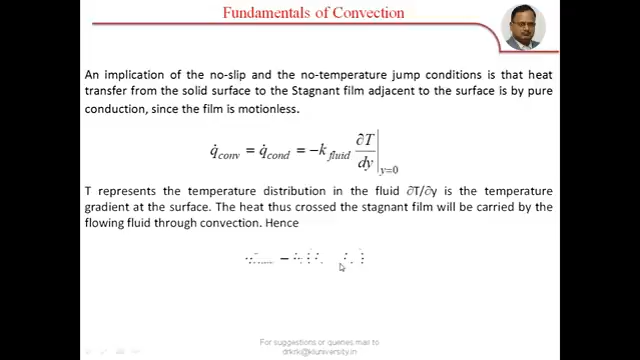 Fundamentals of Convection
An implication of the no-slip and the no-temperature jump conditions is that heat
transfer from the solid surface to the Stagnant film adjacent to the surface is by pure
conduction, since the film is motionless.
q̇conv = q̇cond = −kfluid ∂T/dy|y=0
T represents the temperature distribution in the fluid ∂T/∂y is the temperature
gradient at the surface. The heat thus crossed the stagnant film will be carried by the
flowing fluid through convection. Hence
For suggestions or queries mail to
drkrk@kluniversity.in